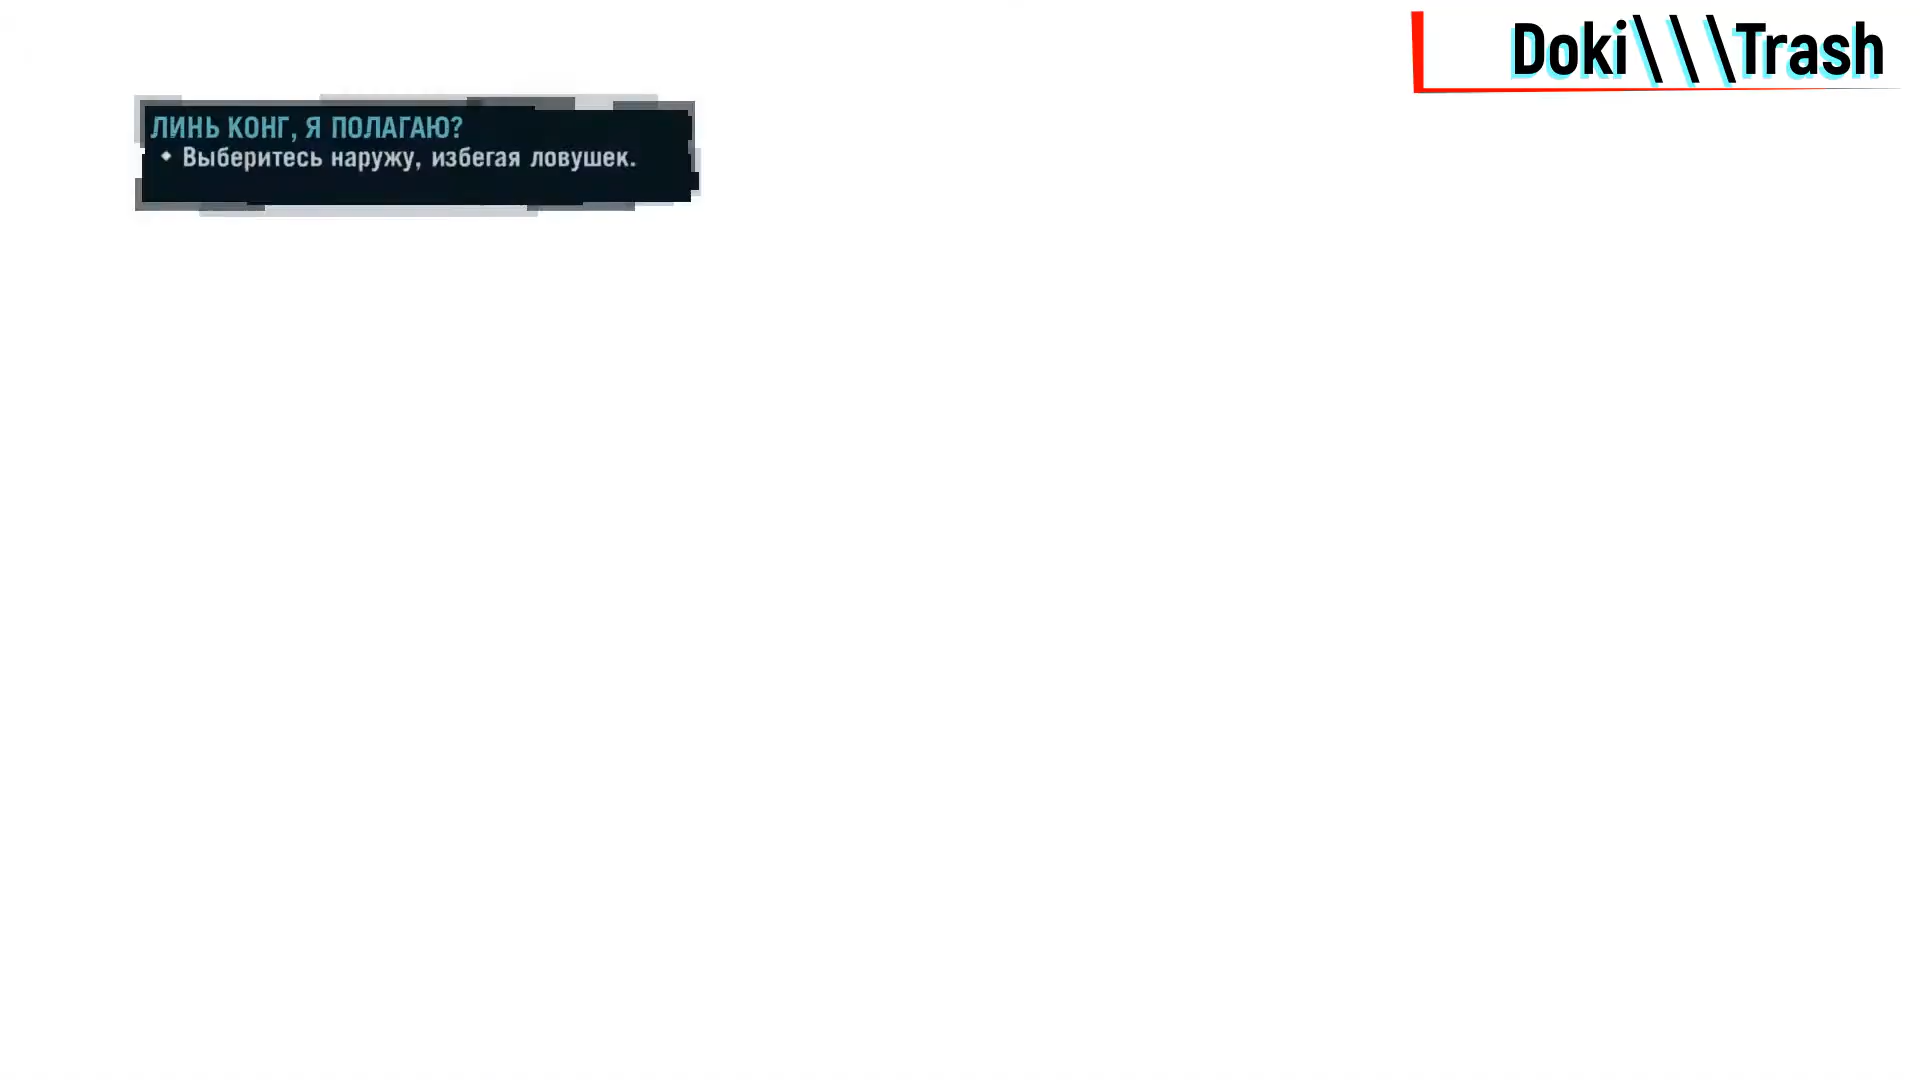 Doki\\\Trash
ЛИНЬ КОНГ, Я ПОЛАГАЮ?
◆ Выберитесь наружу, избегая ловушек.